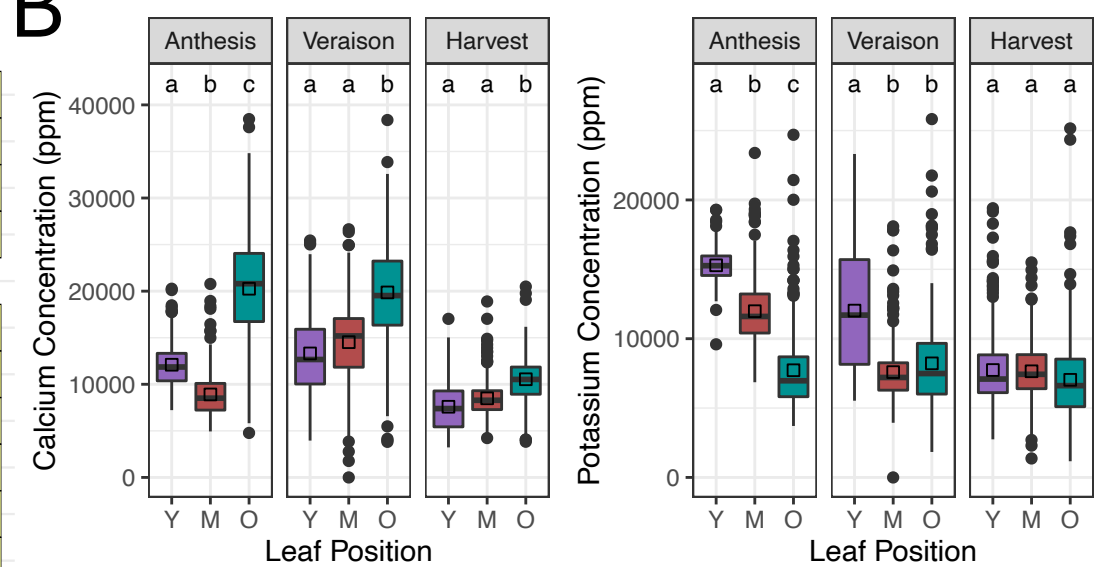 B
Anthesis Veraison Harvest
a b c a a b a a b
Calcium Concentration (ppm)
40000
30000
20000
10000
0
Y M O Y M O Y M O
Leaf Position
Anthesis Veraison Harvest
a b c a b b a a a
Potassium Concentration (ppm)
20000
10000
0
Y M O Y M O Y M O
Leaf Position